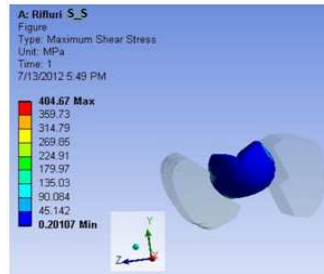 A: Rifluri S_S
Figure
Type: Maximum Shear Stress
Unit: MPa
Time: 1
7/13/2012 5:49 PM
404.67 Max
359.73
314.79
269.85
224.91
179.97
135.03
90.084
45.142
0.20107 Min
Y
Z
X